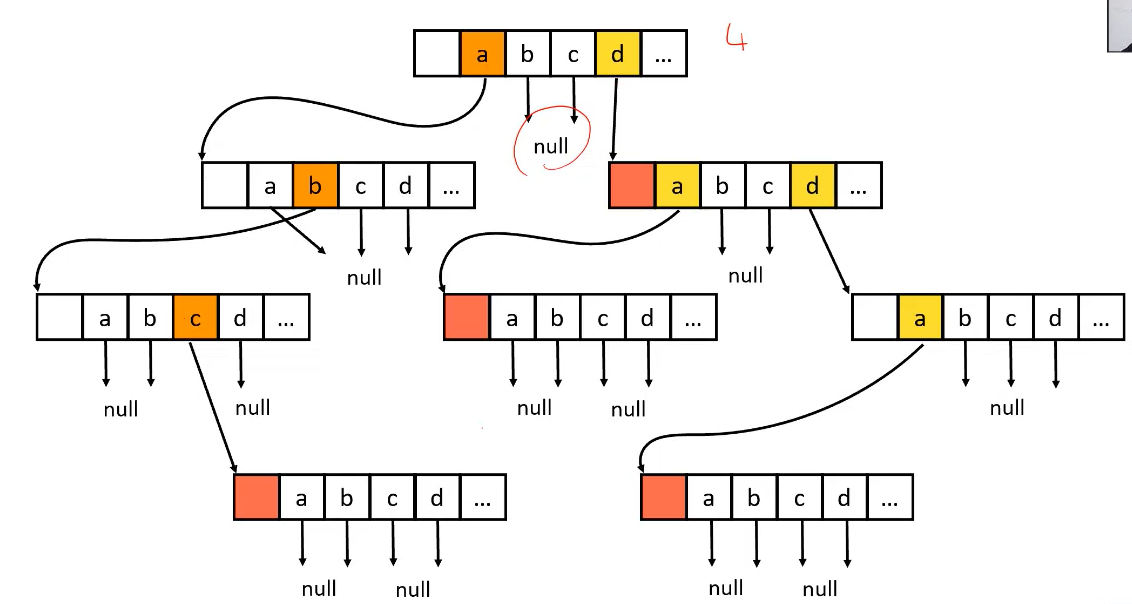 a b c d ... 4
null
a b c d ... a b c d ...
null null
a b c d ... a b c d ... a b c d ...
null null null null null
a b c d ... a b c d ...
null null null null